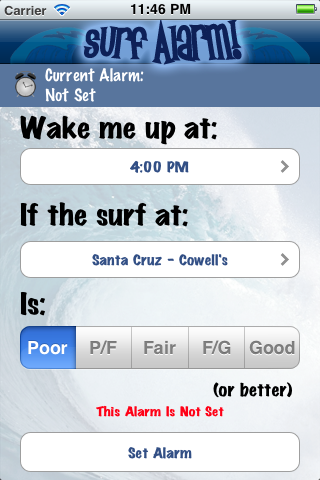 Carrier 11:46 PM
Surf Alarm!
Current Alarm:
Not Set
Wake me up at:
4:00 PM
If the surf at:
Santa Cruz - Cowell's
Is:
Poor P/F Fair F/G Good
(or better)
This Alarm Is Not Set
Set Alarm